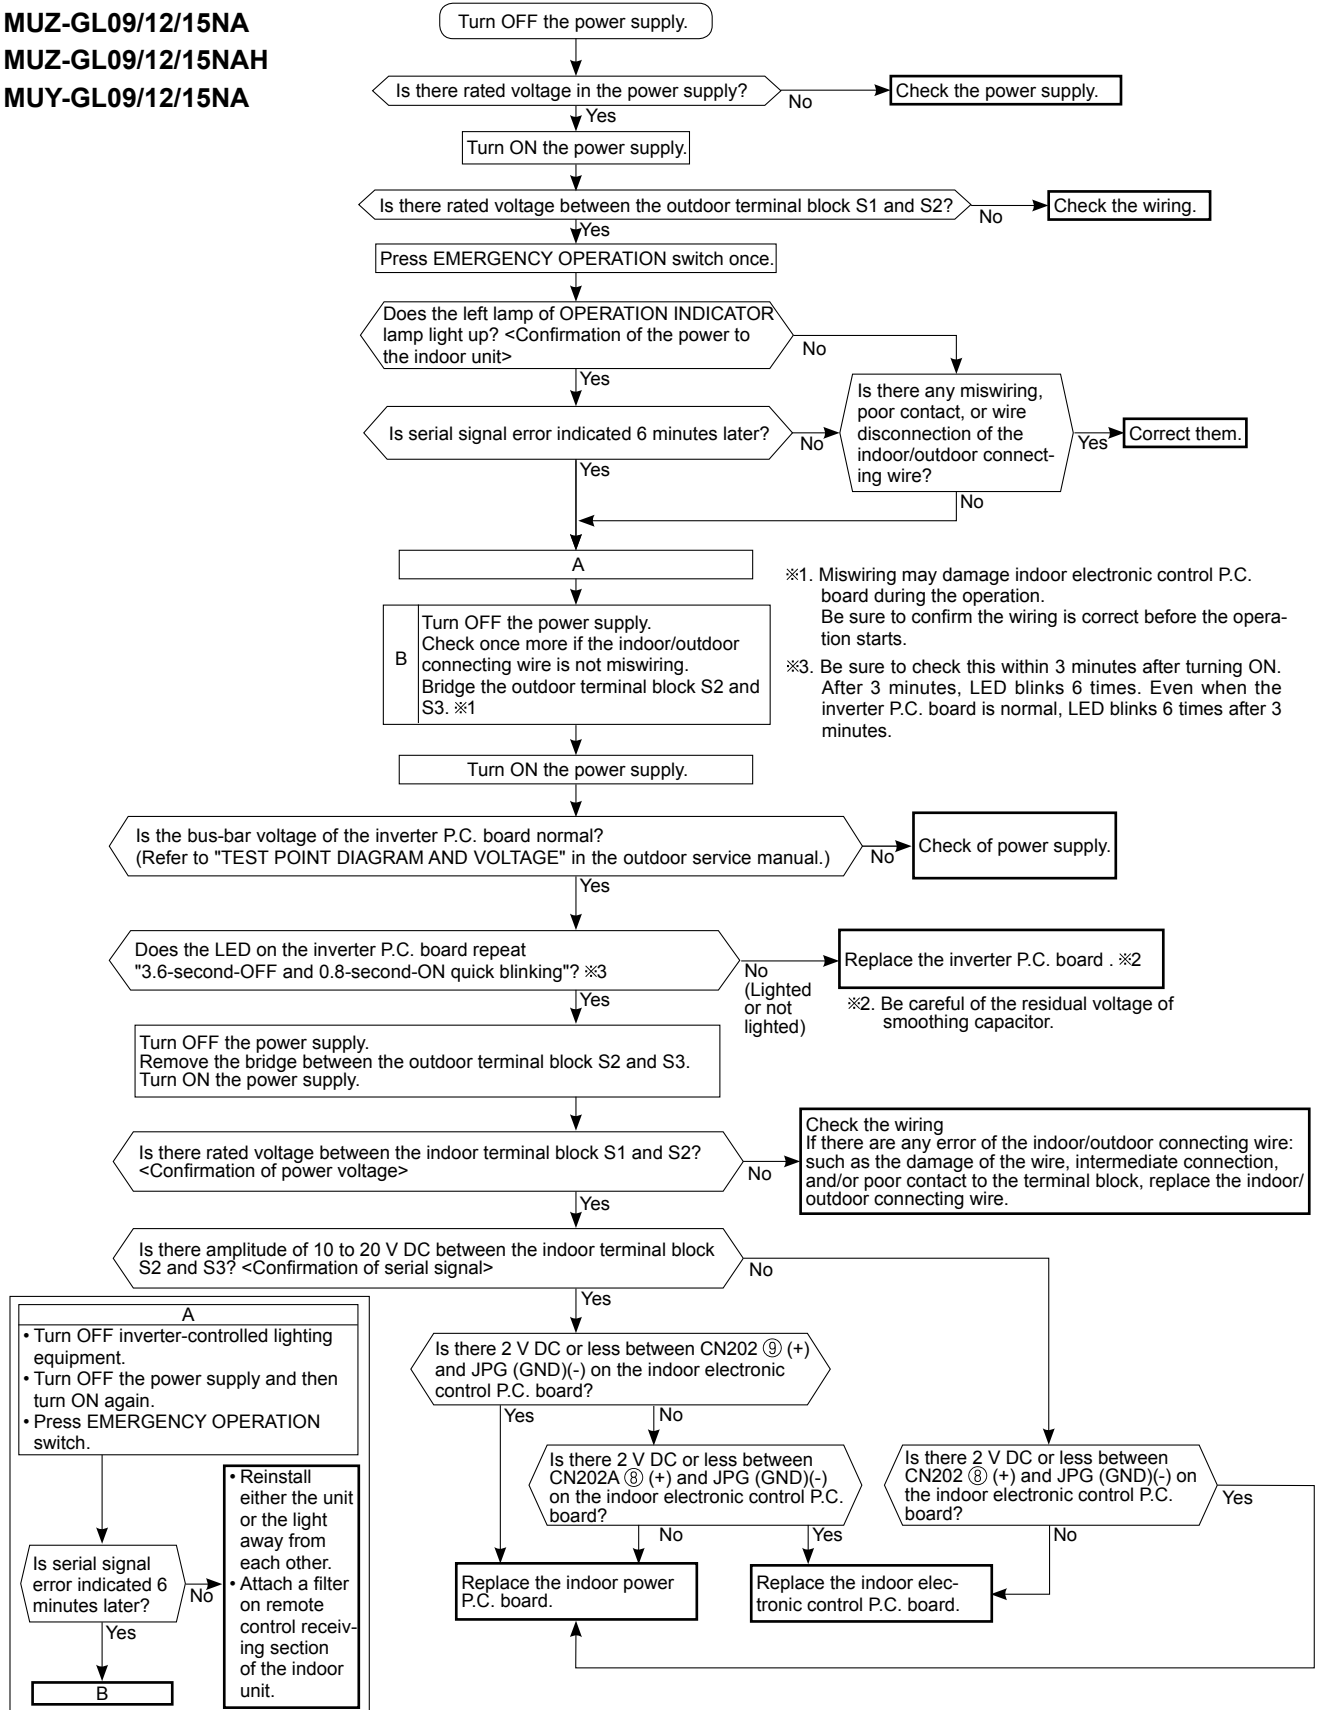 MUZ-GL09/12/15NA
MUZ-GL09/12/15NAH
MUY-GL09/12/15NA
Turn OFF the power supply.
Is there rated voltage in the power supply?
No
Check the power supply.
Yes
Turn ON the power supply.
Is there rated voltage between the outdoor terminal block S1 and S2?
No
Check the wiring.
Yes
Press EMERGENCY OPERATION switch once.
Does the left lamp of OPERATION INDICATOR
lamp light up? <Confirmation of the power to
the indoor unit>
No
Yes
Is there any miswiring,
poor contact, or wire
disconnection of the
indoor/outdoor connect-
ing wire?
Is serial signal error indicated 6 minutes later?
No
Yes
Correct them.
Yes
No
A
※1. Miswiring may damage indoor electronic control P.C.
board during the operation.
Be sure to confirm the wiring is correct before the opera-
tion starts.
※3. Be sure to check this within 3 minutes after turning ON.
After 3 minutes, LED blinks 6 times. Even when the
inverter P.C. board is normal, LED blinks 6 times after 3
minutes.
B
Turn OFF the power supply.
Check once more if the indoor/outdoor
connecting wire is not miswiring.
Bridge the outdoor terminal block S2 and
S3. ※1
Turn ON the power supply.
Is the bus-bar voltage of the inverter P.C. board normal?
(Refer to "TEST POINT DIAGRAM AND VOLTAGE" in the outdoor service manual.)
No
Check of power supply.
Yes
Does the LED on the inverter P.C. board repeat
"3.6-second-OFF and 0.8-second-ON quick blinking"? ※3
No
(Lighted
or not
lighted)
Replace the inverter P.C. board . ※2
※2. Be careful of the residual voltage of
smoothing capacitor.
Yes
Turn OFF the power supply.
Remove the bridge between the outdoor terminal block S2 and S3.
Turn ON the power supply.
Is there rated voltage between the indoor terminal block S1 and S2?
<Confirmation of power voltage>
No
Check the wiring
If there are any error of the indoor/outdoor connecting wire:
such as the damage of the wire, intermediate connection,
and/or poor contact to the terminal block, replace the indoor/
outdoor connecting wire.
Yes
Is there amplitude of 10 to 20 V DC between the indoor terminal block
S2 and S3? <Confirmation of serial signal>
No
Yes
Is there 2 V DC or less between CN202 ⑨ (+)
and JPG (GND)(-) on the indoor electronic
control P.C. board?
Yes
No
Is there 2 V DC or less between
CN202A ⑧ (+) and JPG (GND)(-)
on the indoor electronic control P.C.
board?
No
Yes
Is there 2 V DC or less between
CN202 ⑧ (+) and JPG (GND)(-) on
the indoor electronic control P.C.
board?
Yes
No
Replace the indoor power
P.C. board.
Replace the indoor elec-
tronic control P.C. board.
A
• Turn OFF inverter-controlled lighting
equipment.
• Turn OFF the power supply and then
turn ON again.
• Press EMERGENCY OPERATION
switch.
Is serial signal
error indicated 6
minutes later?
No
• Reinstall
either the unit
or the light
away from
each other.
• Attach a filter
on remote
control receiv-
ing section
of the indoor
unit.
Yes
B